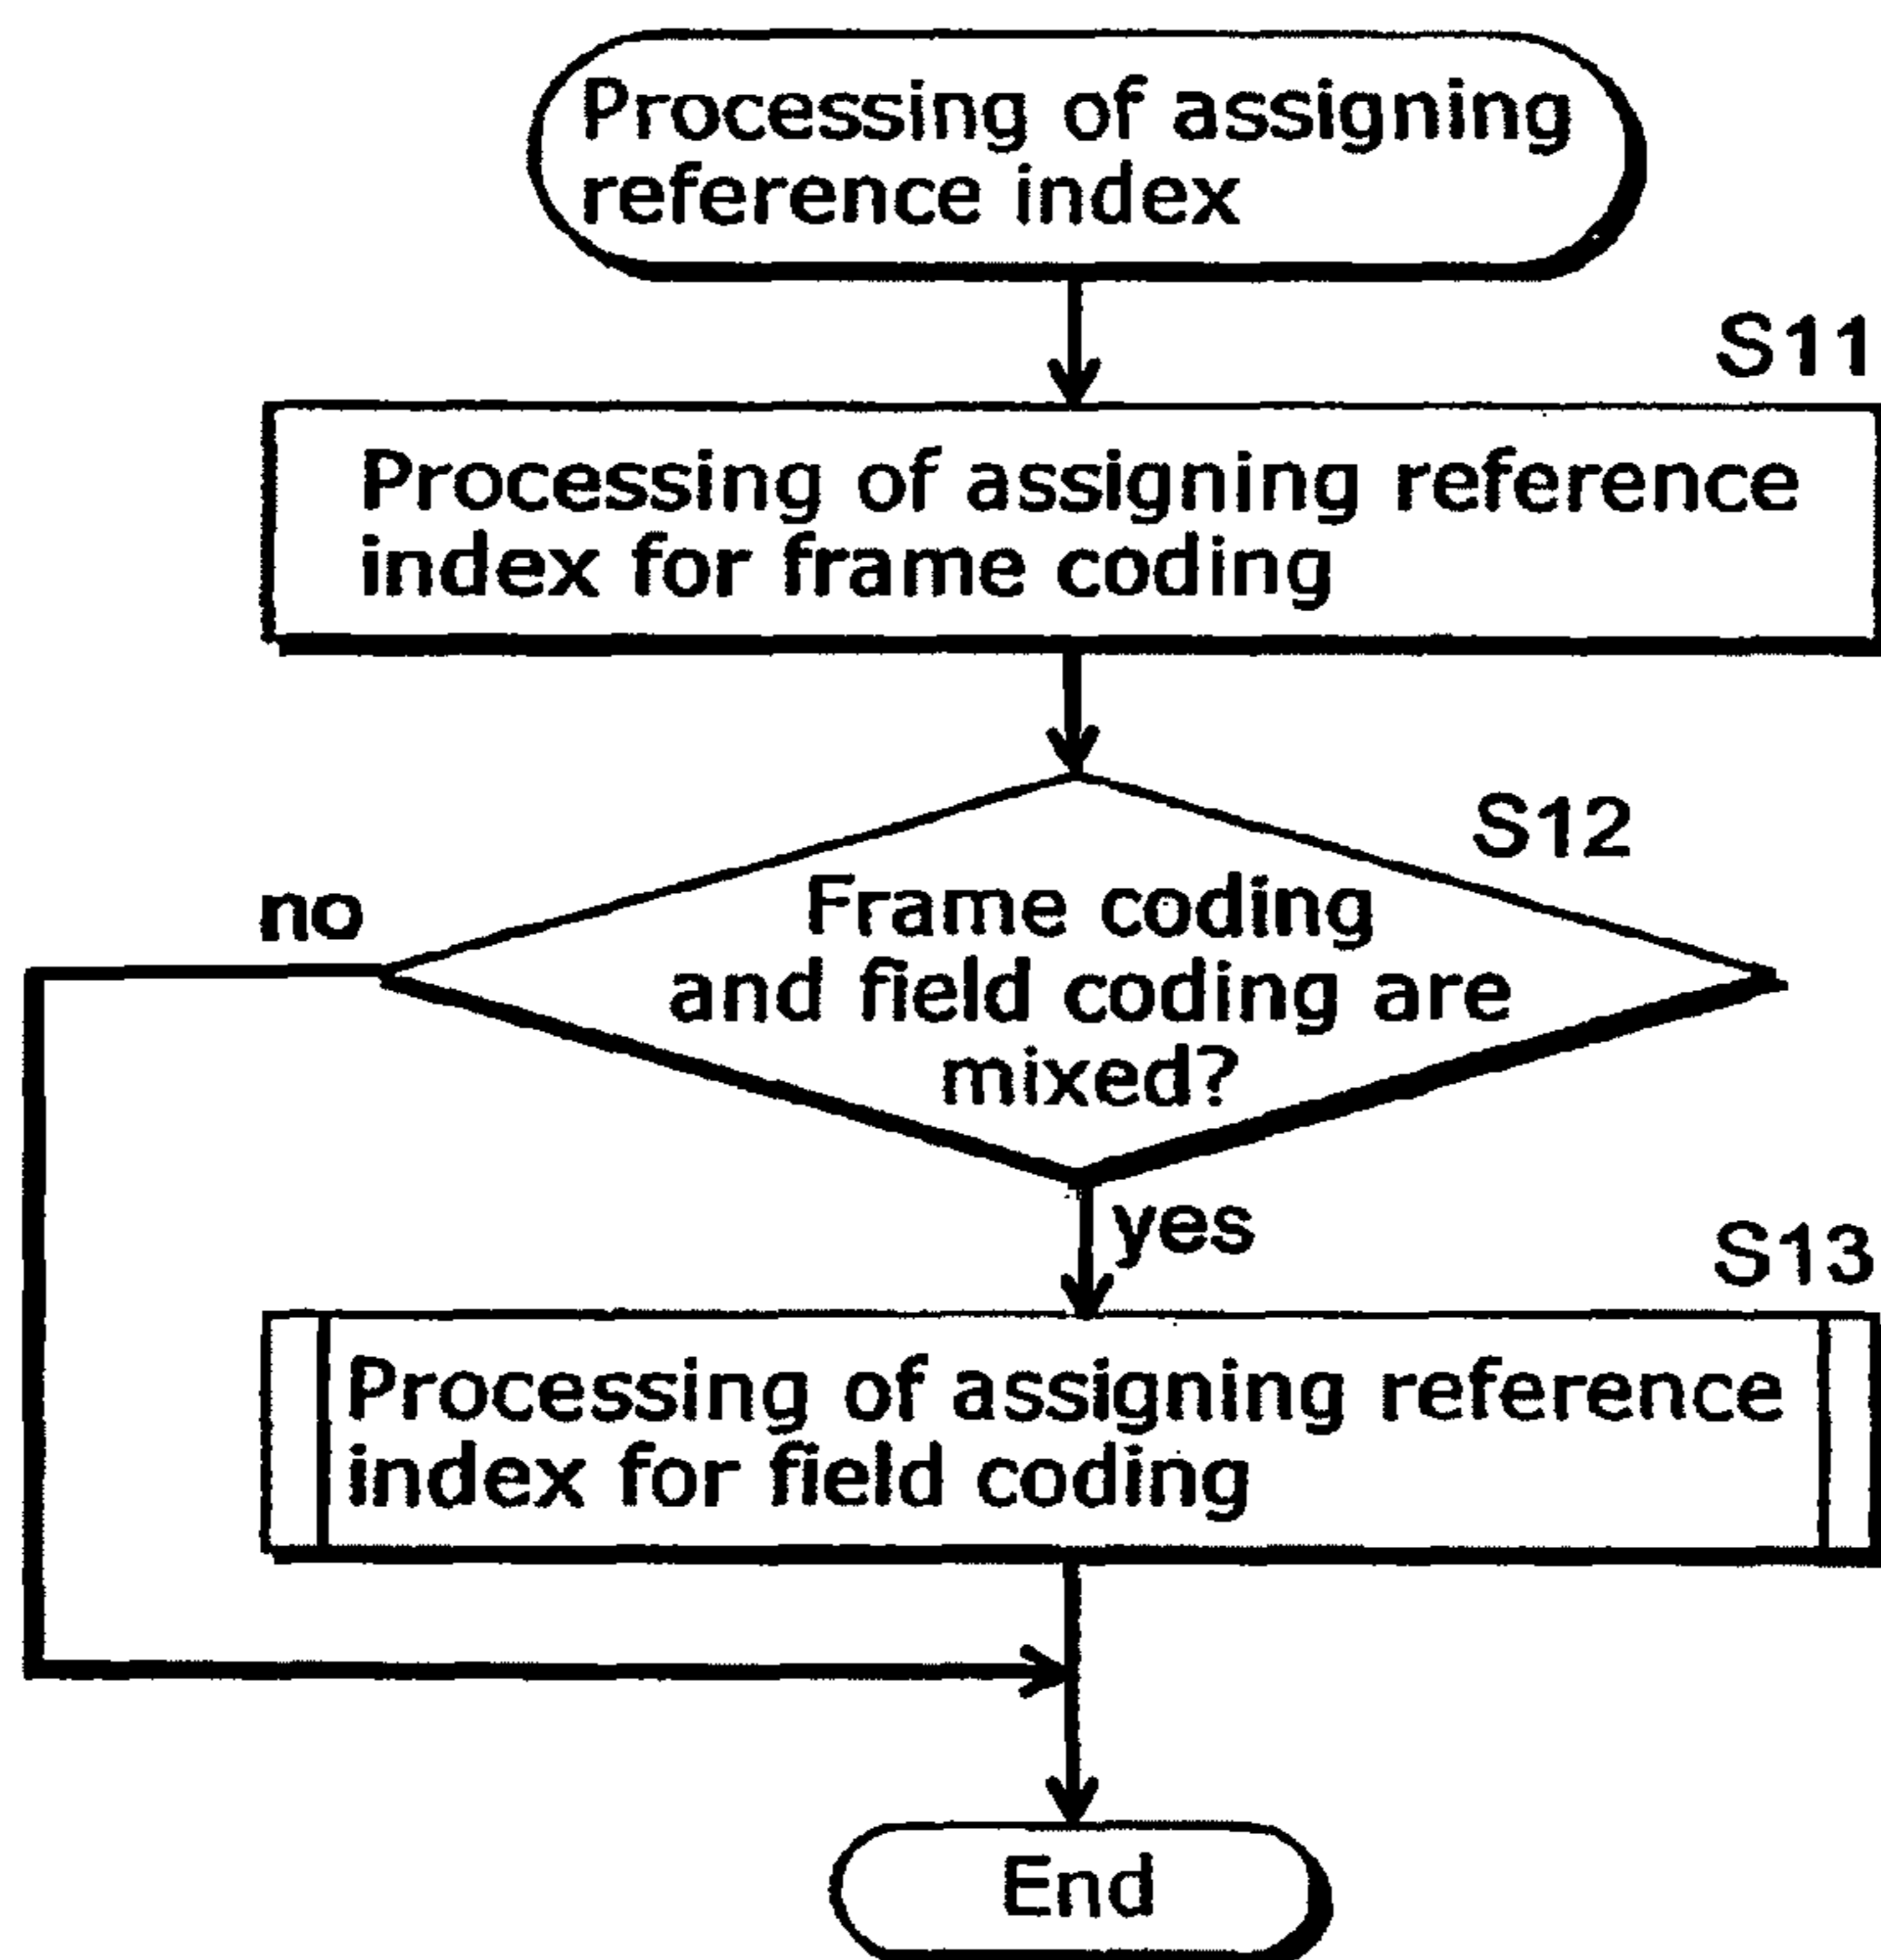 Processing of assigning
reference index
S11
Processing of assigning reference
index for frame coding
S12
no
Frame coding
and field coding are
mixed?
yes
S13
Processing of assigning reference
index for field coding
End